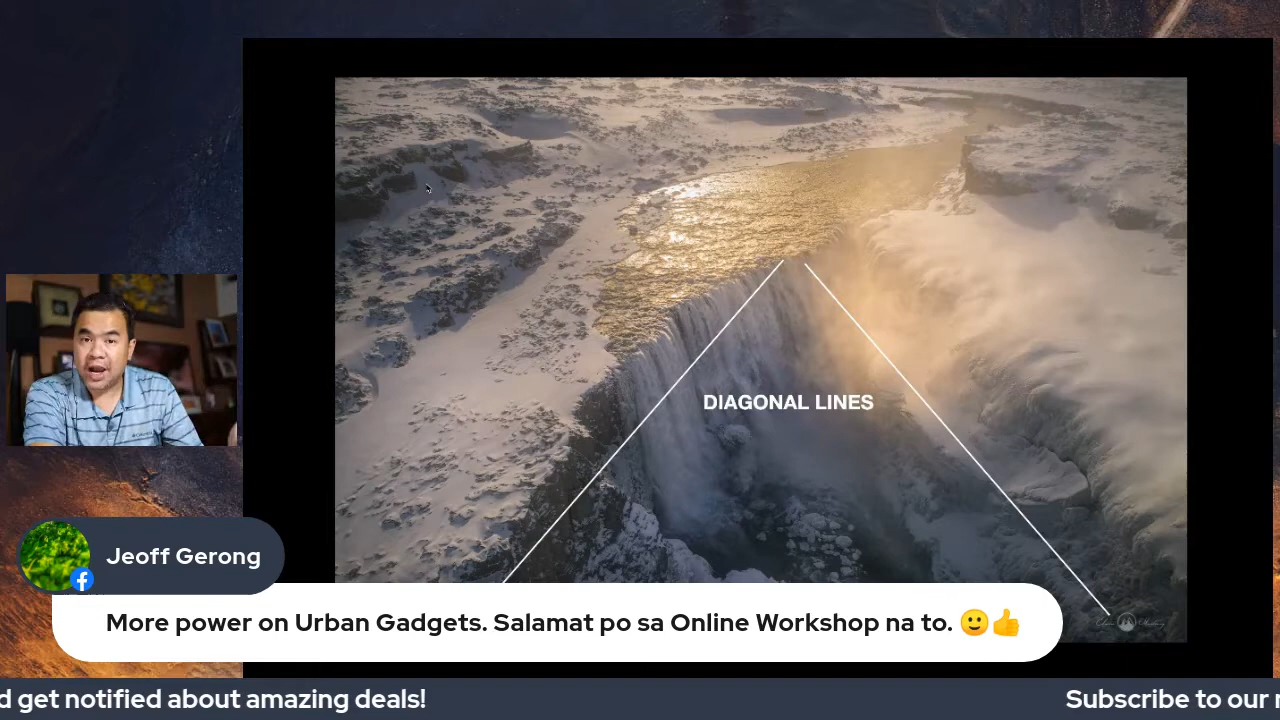 DIAGONAL LINES
Jeoff Gerong
More power on Urban Gadgets. Salamat po sa Online Workshop na to. 🙂👍
d get notified about amazing deals!
Subscribe to our